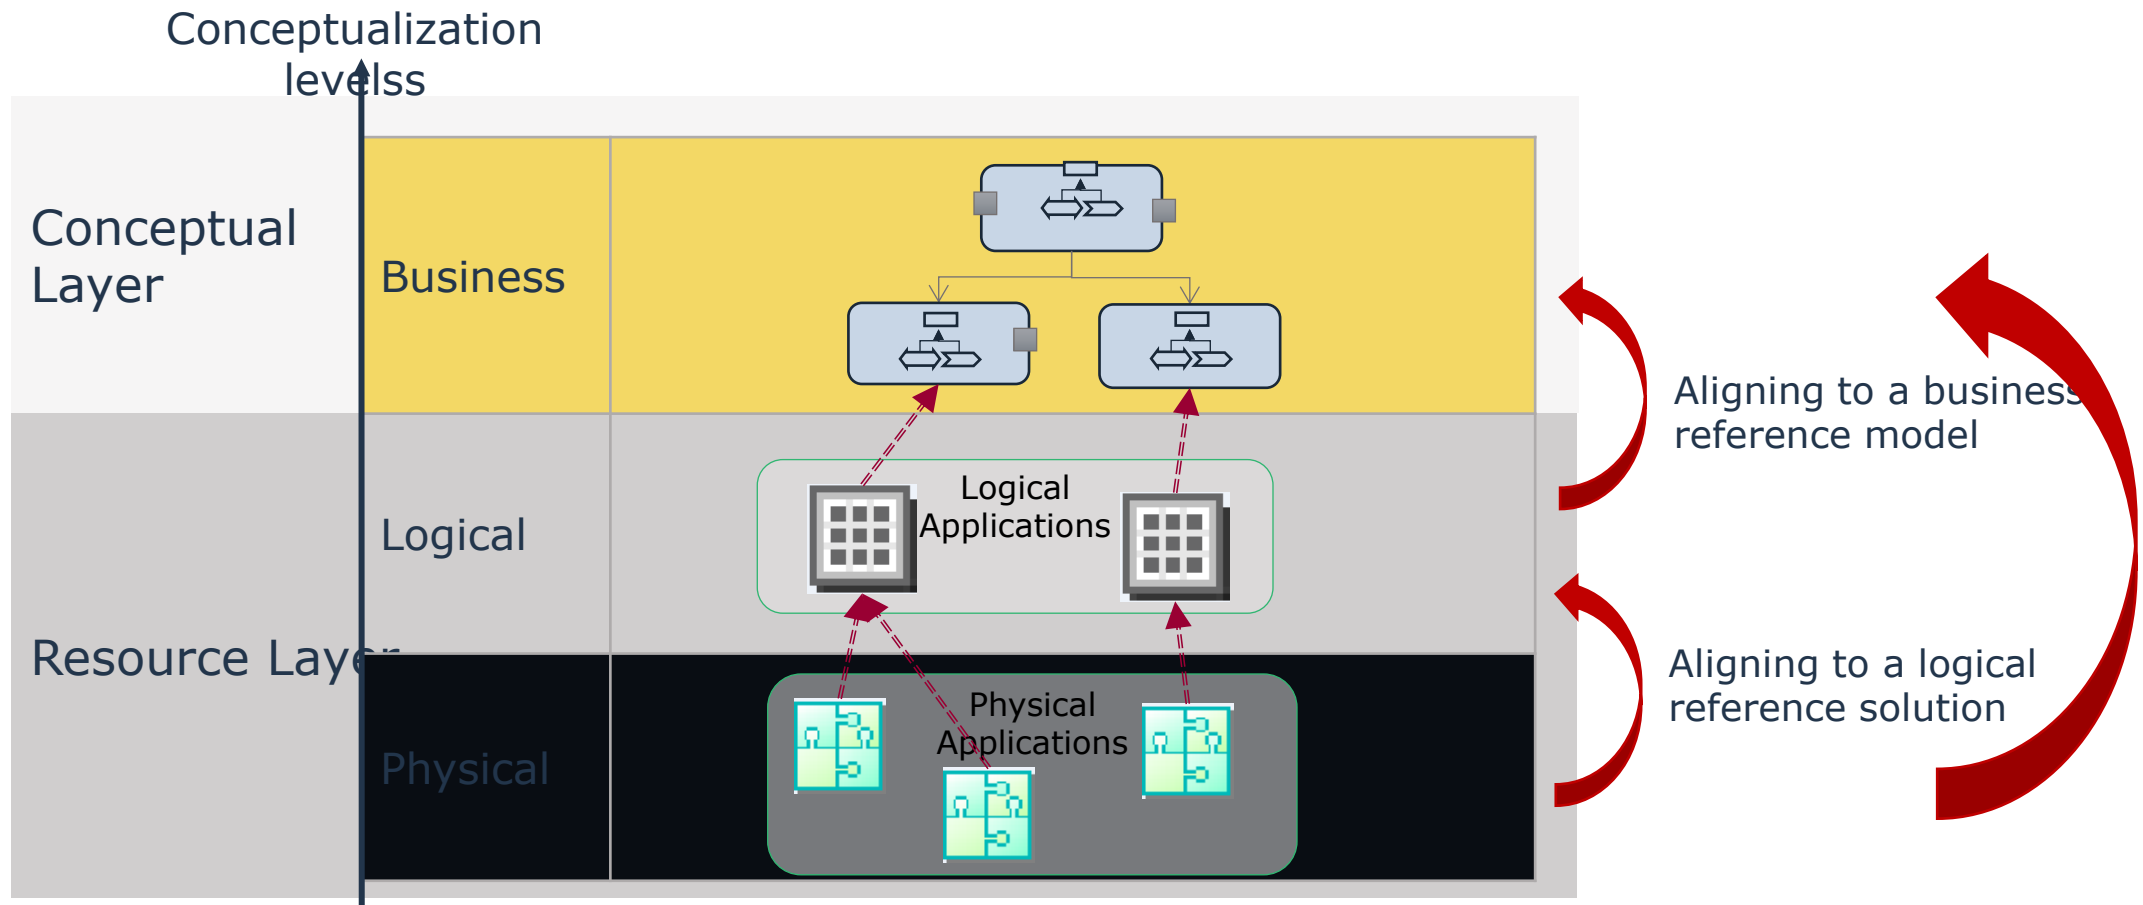 Conceptualization
levelss
Conceptual
Layer
Business
Aligning to a business
reference model
Logical
Applications
Logical
Resource Layer
Aligning to a logical
reference solution
Physical
Applications
Physical